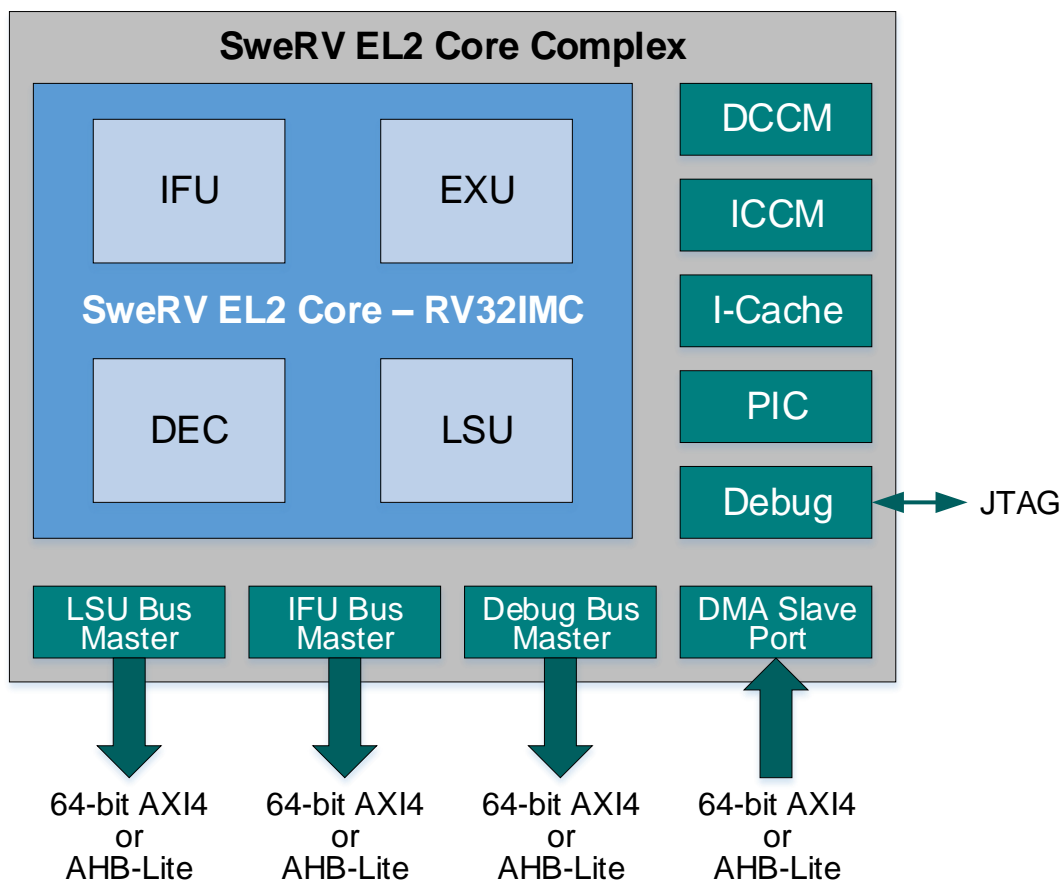 SweRV EL2 Core Complex
IFU
EXU
SweRV EL2 Core – RV32IMC
DEC
LSU
DCCM
ICCM
I-Cache
PIC
Debug
JTAG
LSU Bus
Master
IFU Bus
Master
Debug Bus
Master
DMA Slave
Port
64-bit AXI4
or
AHB-Lite
64-bit AXI4
or
AHB-Lite
64-bit AXI4
or
AHB-Lite
64-bit AXI4
or
AHB-Lite